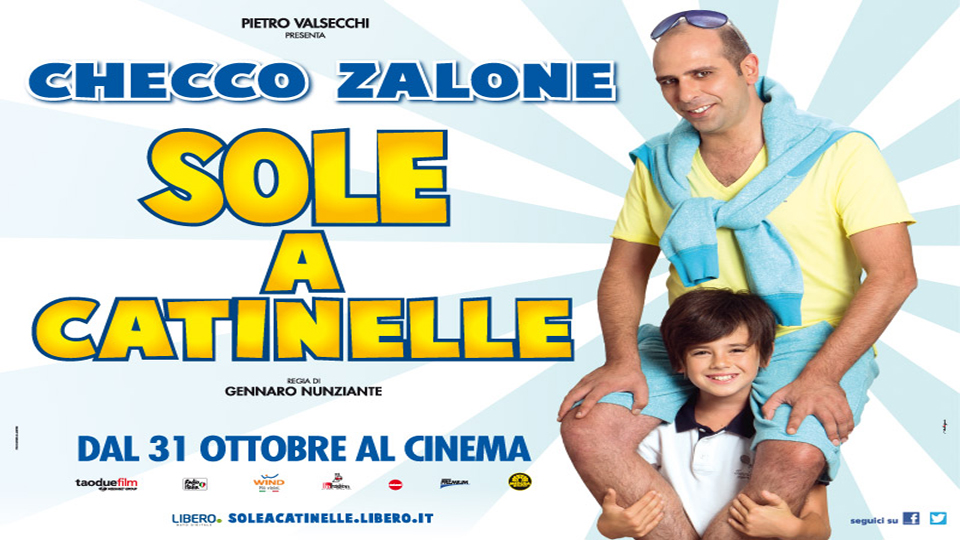 PIETRO VALSECCHI
PRESENTA
CHECCO ZALONE
SOLE
A
CATINELLE
REGIA DI
GENNARO NUNZIANTE
DAL 31 OTTOBRE AL CINEMA
taoduefilm
WIND
PREMIUM
LIBERO. SOLEACATINELLE.LIBERO.IT
seguici su